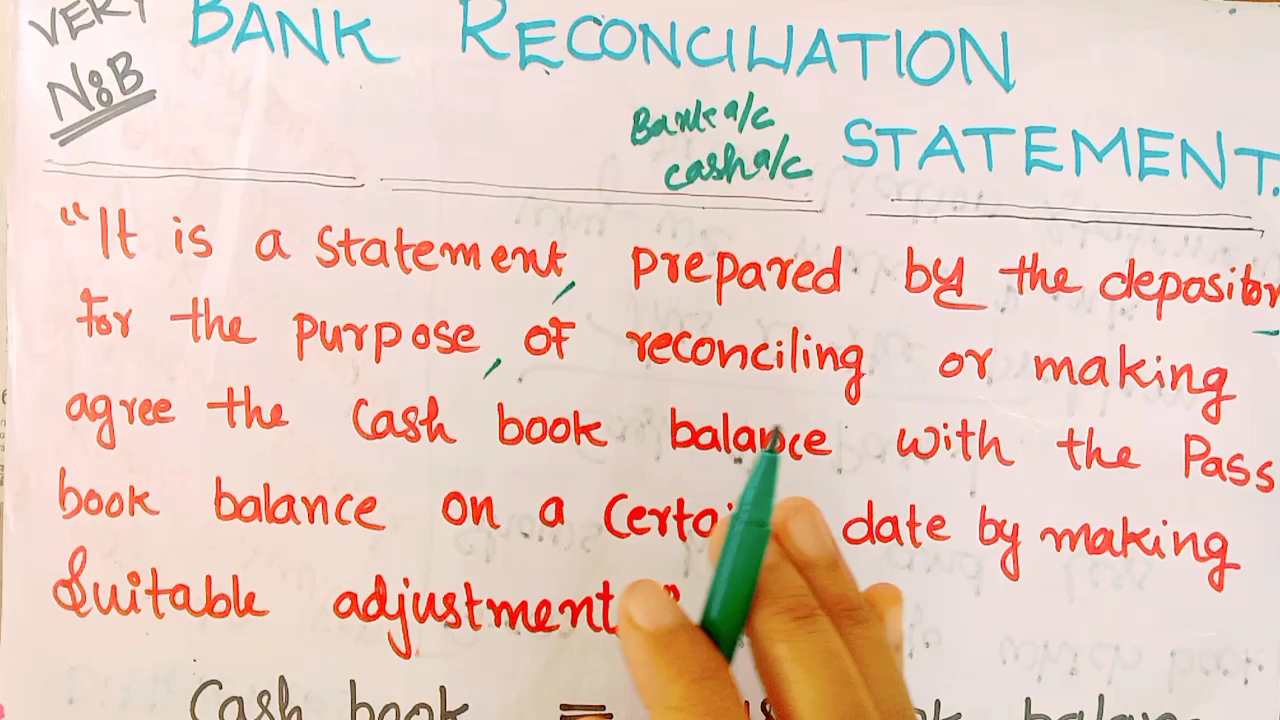 VERY
N:B
BANK RECONCILIATION
STATEMENT.
Bank a/c
cash a/c
"It is a statement, prepared by the depositor
for the purpose, of reconciling or making
agree the cash book balance with the Pass
book balance on a certain date by making
Suitable adjustment"
Cash book = book